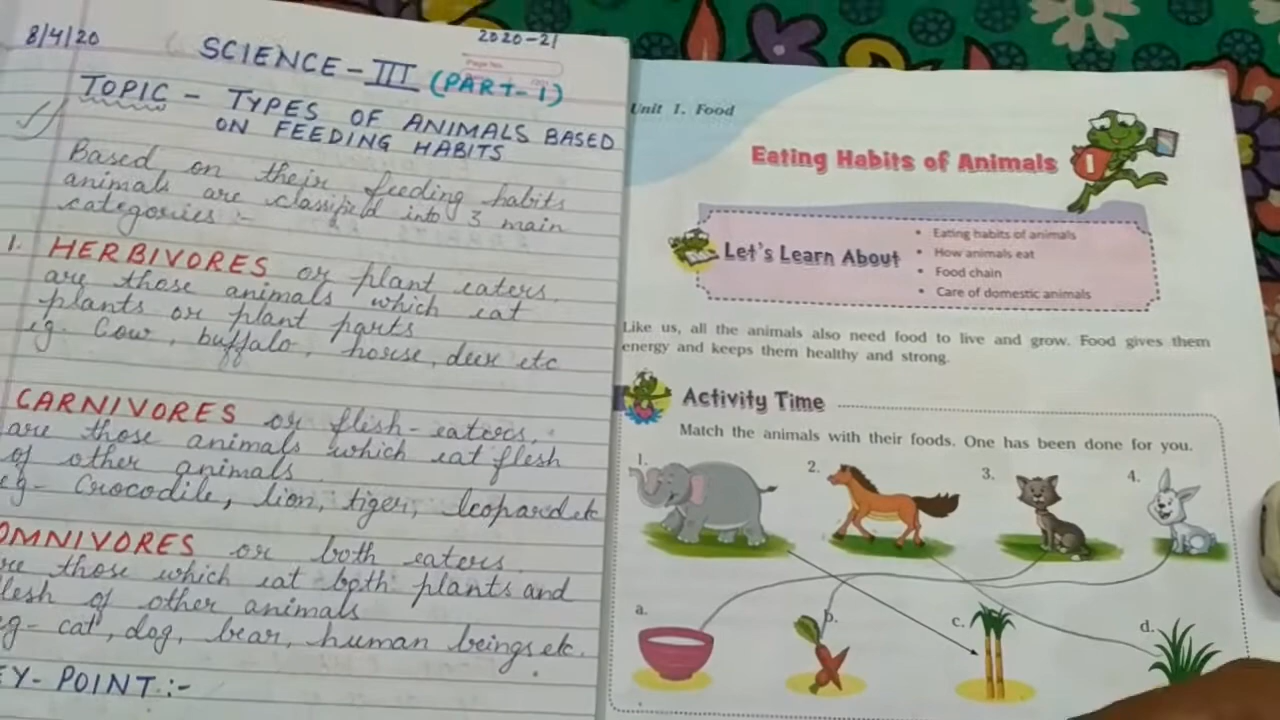 8/4/20
2020-21
SCIENCE-III (PART-1)
Page No.
TOPIC - TYPES OF ANIMALS BASED
ON FEEDING HABITS
Based on their feeding habits
animals are classified into 3 main
categories :-
1. HERBIVORES or plant eaters
are those animals which eat
plants or plant parts
eg. Cow, buffalo, horse, deer etc
CARNIVORES or flesh-eaters.
are those animals which eat flesh
of other animals
eg- Crocodile, lion, tiger, leopard etc
OMNIVORES or both eaters
re those which eat both plants and
lesh of other animals
eg- cat, dog, bear, human beings etc.
EY-POINT :-
Unit 1. Food
Eating Habits of Animals 1
Let's Learn About
• Eating habits of animals
• How animals eat
• Food chain
• Care of domestic animals
Like us, all the animals also need food to live and grow. Food gives them
energy and keeps them healthy and strong.
Activity Time
Match the animals with their foods. One has been done for you.
1. 2. 3. 4.
a. b. c. d.